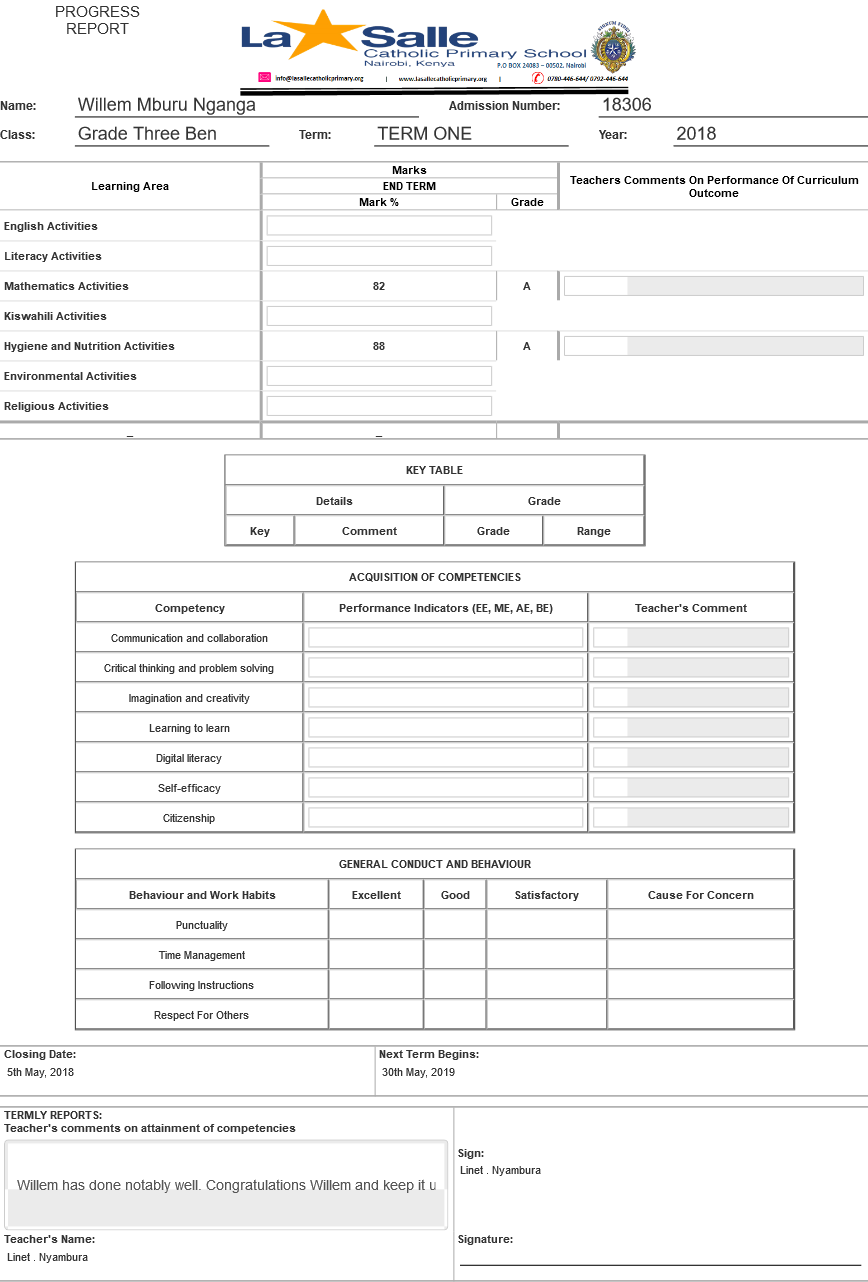 PROGRESS
REPORT
La Salle
Catholic Primary School
Nairobi, Kenya
P.O BOX 24083 – 00502, Nairobi
info@lasallecatholicprimary.org | www.lasallecatholicprimary.org | 0780-446-644/ 0792-446-644
Name: Willem Mburu Nganga Admission Number: 18306
Class: Grade Three Ben Term: TERM ONE Year: 2018
Learning Area Marks Teachers Comments On Performance Of Curriculum Outcome
END TERM
Mark % Grade
English Activities
Literacy Activities
Mathematics Activities 82 A
Kiswahili Activities
Hygiene and Nutrition Activities 88 A
Environmental Activities
Religious Activities
_ _
KEY TABLE
Details Grade
Key Comment Grade Range
ACQUISITION OF COMPETENCIES
Competency Performance Indicators (EE, ME, AE, BE) Teacher's Comment
Communication and collaboration
Critical thinking and problem solving
Imagination and creativity
Learning to learn
Digital literacy
Self-efficacy
Citizenship
GENERAL CONDUCT AND BEHAVIOUR
Behaviour and Work Habits Excellent Good Satisfactory Cause For Concern
Punctuality
Time Management
Following Instructions
Respect For Others
Closing Date: Next Term Begins:
5th May, 2018 30th May, 2019
TERMLY REPORTS:
Teacher's comments on attainment of competencies
Sign:
Linet . Nyambura
Willem has done notably well. Congratulations Willem and keep it u
Teacher's Name: Signature:
Linet . Nyambura